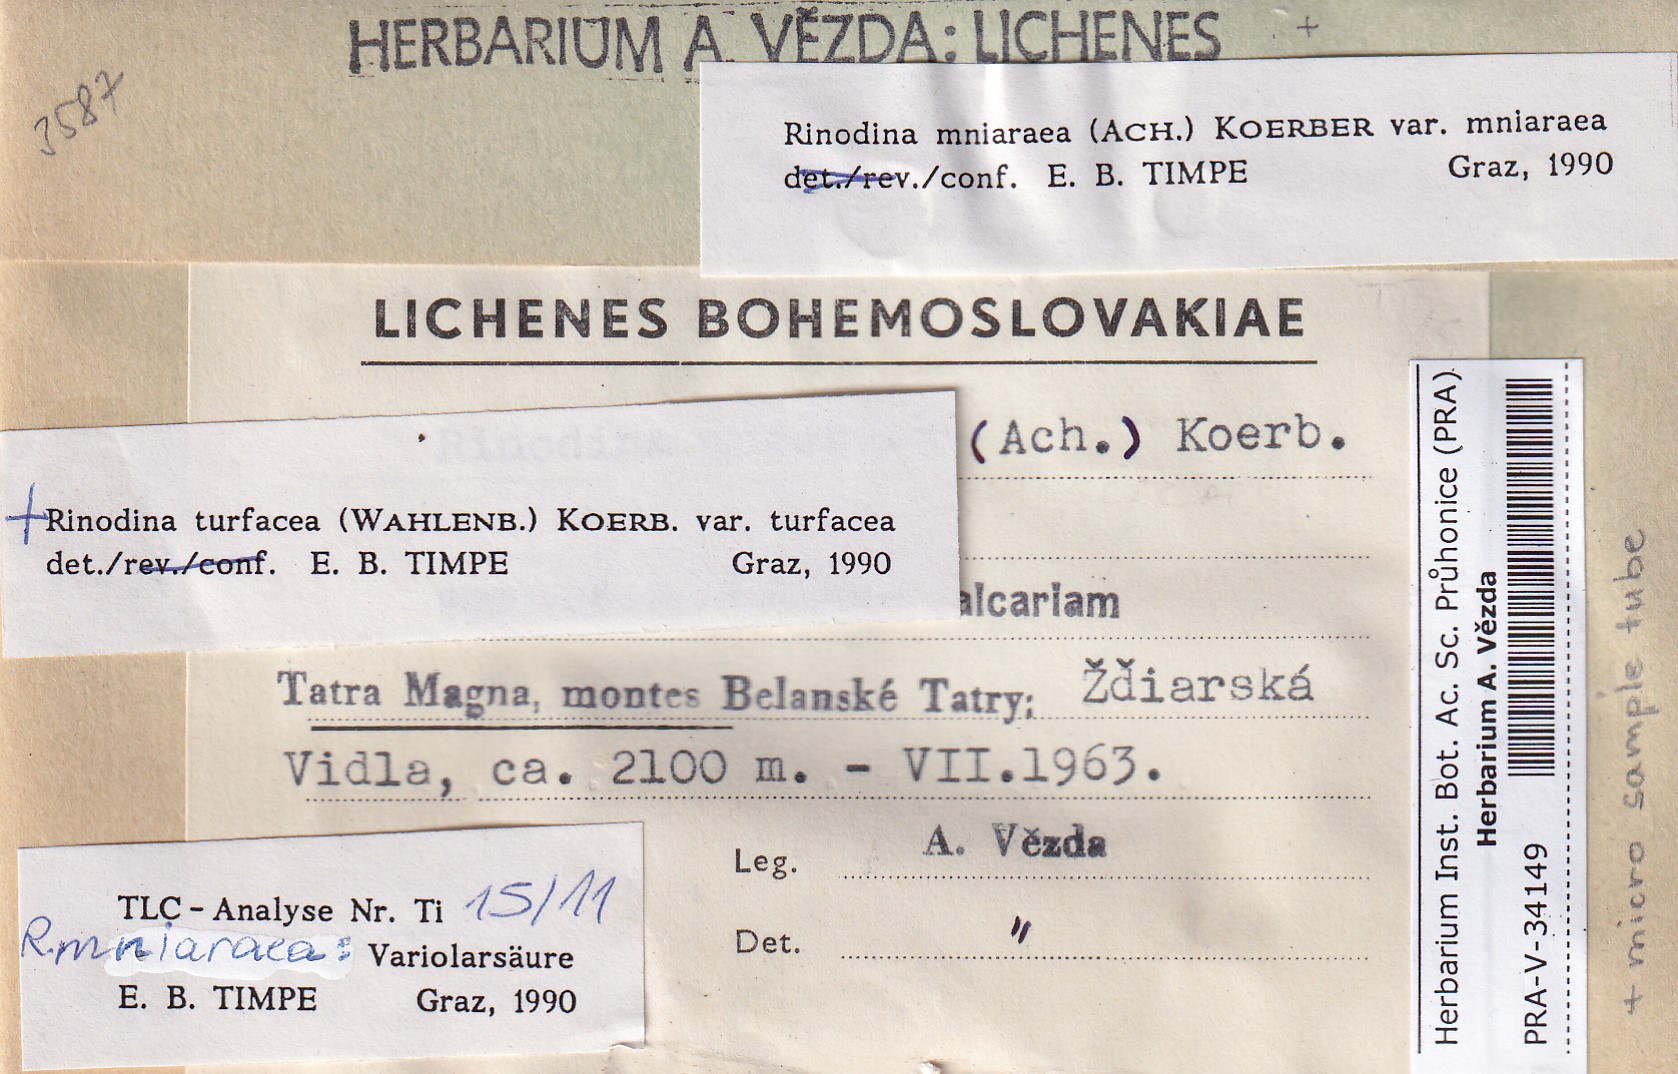 HERBARIUM A. VĚZDA: LICHENES
+
3587
Rinodina mniaraea (ACH.) KOERBER var. mniaraea
det./rev./conf. E. B. TIMPE Graz, 1990
LICHENES BOHEMOSLOVAKIAE
(Ach.) Koerb.
+Rinodina turfacea (WAHLENB.) KOERB. var. turfacea
det./rev./conf. E. B. TIMPE Graz, 1990
alcariam
Tatra Magna, montes Belanské Tatry; Žďiarská
Vidla, ca. 2100 m. - VII.1963.
Leg. A. Vězda
Det. "
TLC - Analyse Nr. Ti 15/11
R.mniaraea: Variolarsäure
E. B. TIMPE Graz, 1990
Herbarium Inst. Bot. Ac. Sc. Průhonice (PRA)
Herbarium A. Vězda
PRA-V-34149
+ micro sample tube